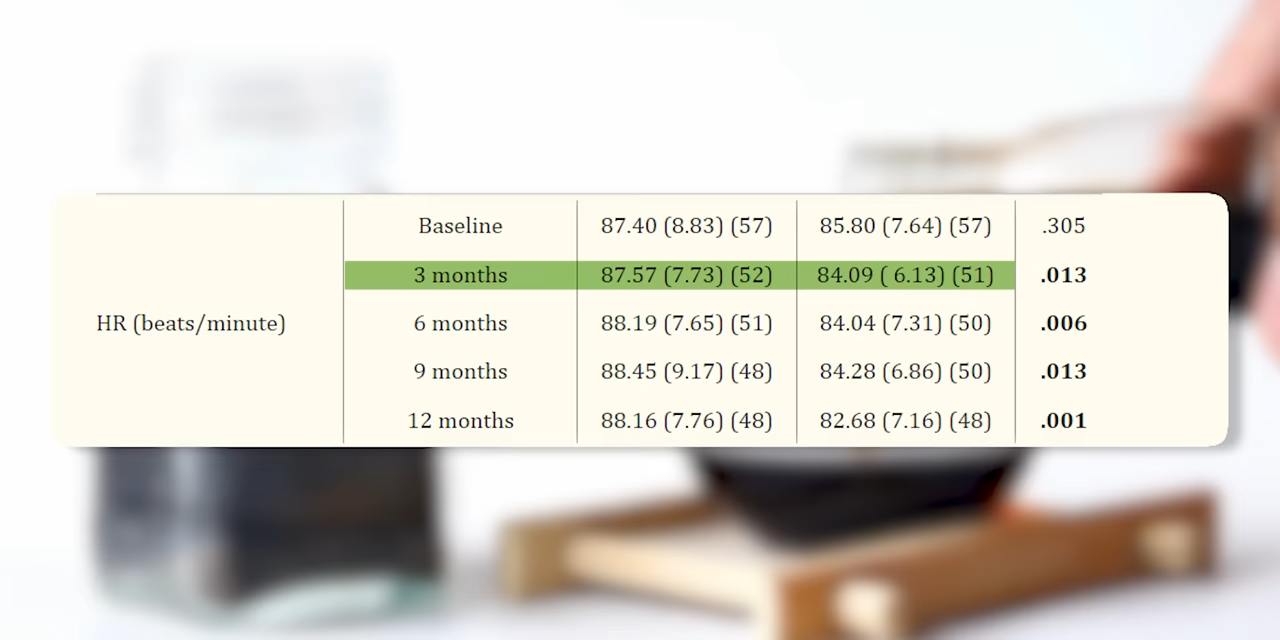 Baseline 87.40 (8.83) (57) 85.80 (7.64) (57) .305
3 months 87.57 (7.73) (52) 84.09 ( 6.13) (51) .013
HR (beats/minute) 6 months 88.19 (7.65) (51) 84.04 (7.31) (50) .006
9 months 88.45 (9.17) (48) 84.28 (6.86) (50) .013
12 months 88.16 (7.76) (48) 82.68 (7.16) (48) .001